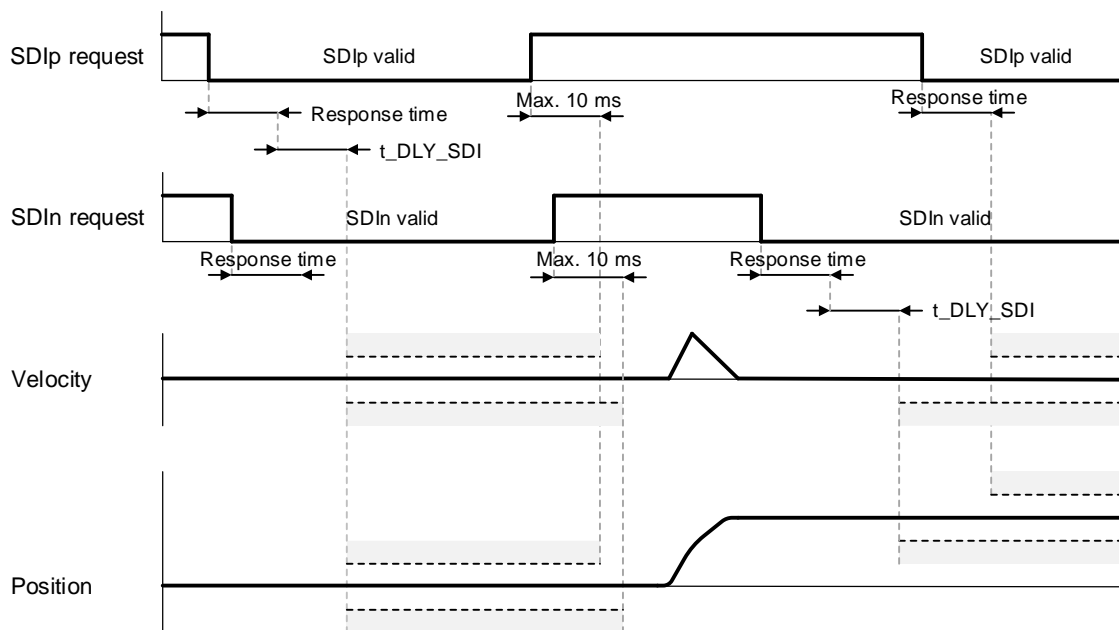 SDIp request
SDIp valid
SDIp valid
Max. 10 ms
Response time
Response time
t_DLY_SDI
SDIn request
SDIn valid
SDIn valid
Response time
Max. 10 ms
Response time
t_DLY_SDI
Velocity
Position